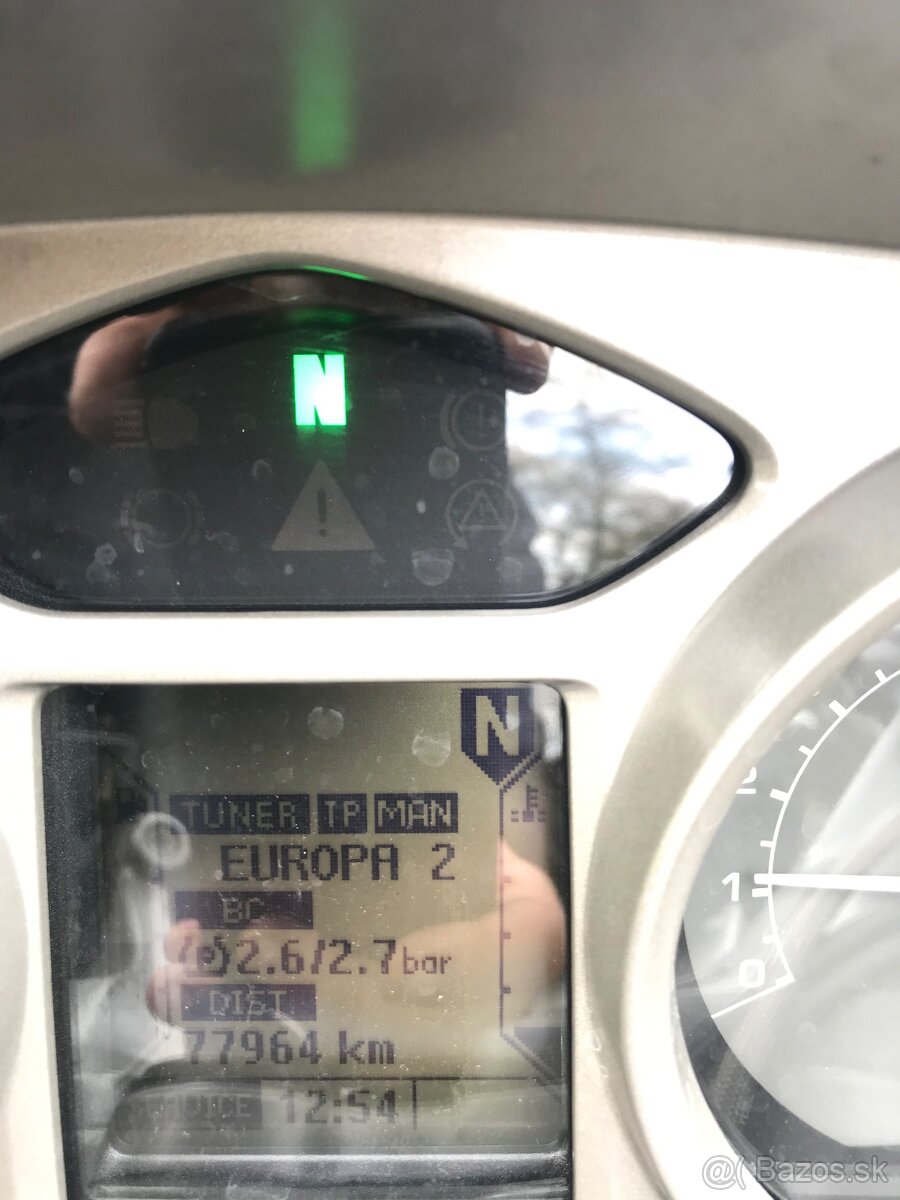 N
!
N
TUNER TP MAN
EUROPA 2
BC
2.6/2.7 bar
DIST
77964 km
SERVICE 12:54
1
0
@( Bazos.sk